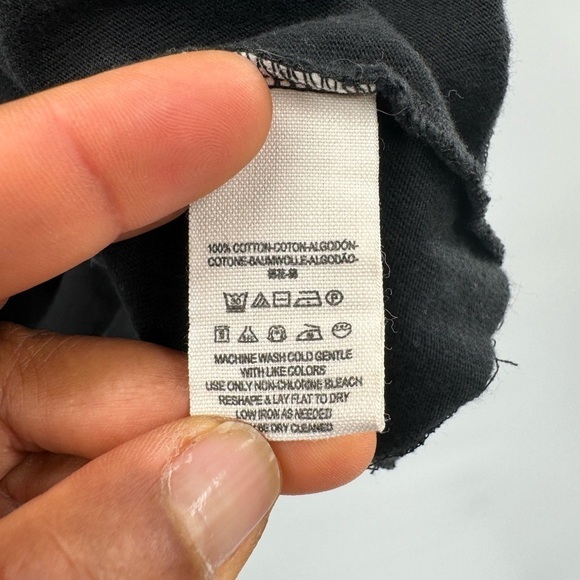 100% COTTON-COTON-ALGODÓN-
COTONE-BAUMWOLLE-ALGODÃO-
MACHINE WASH COLD GENTLE
WITH LIKE COLORS
USE ONLY NON-CHLORINE BLEACH
RESHAPE & LAY FLAT TO DRY
LOW IRON AS NEEDED
BE DRY CLEANED